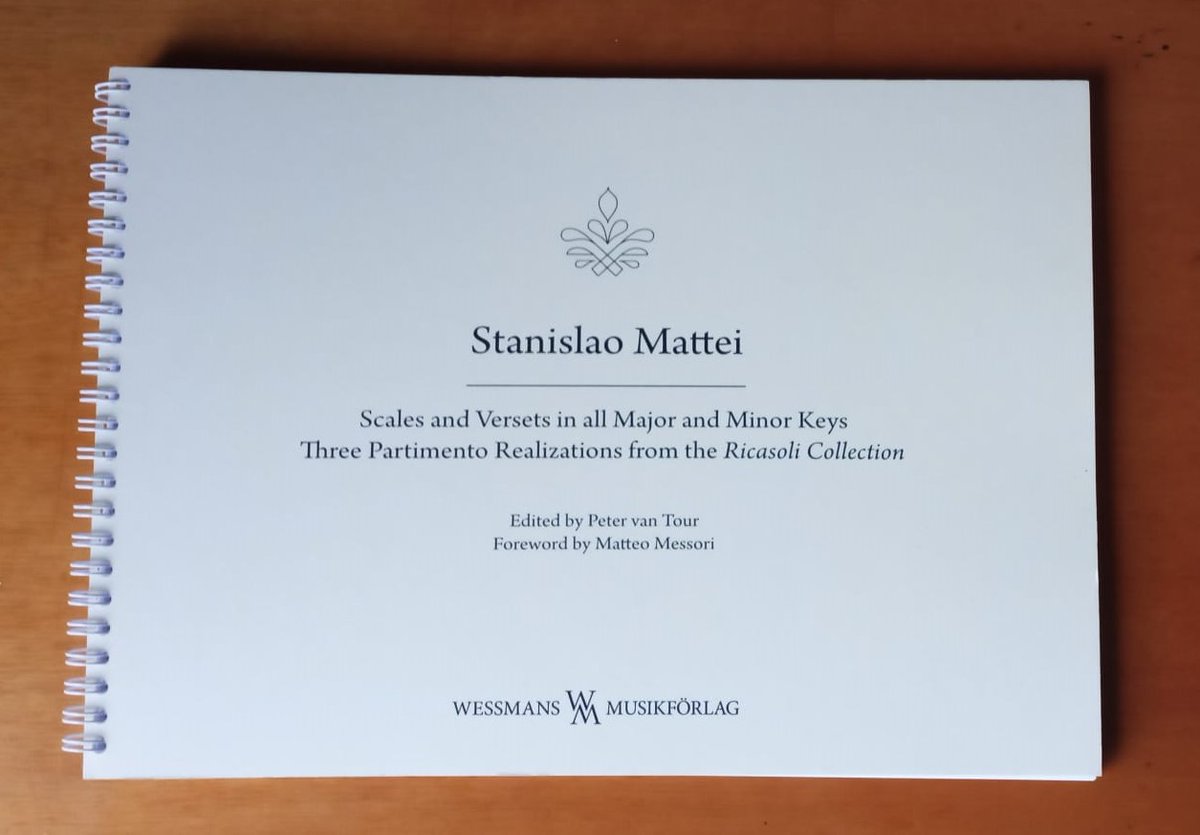 Stanislao Mattei
Scales and Versets in all Major and Minor Keys
Three Partimento Realizations from the Ricasoli Collection
Edited by Peter van Tour
Foreword by Matteo Messori
WESSMANS WM MUSIKFÖRLAG